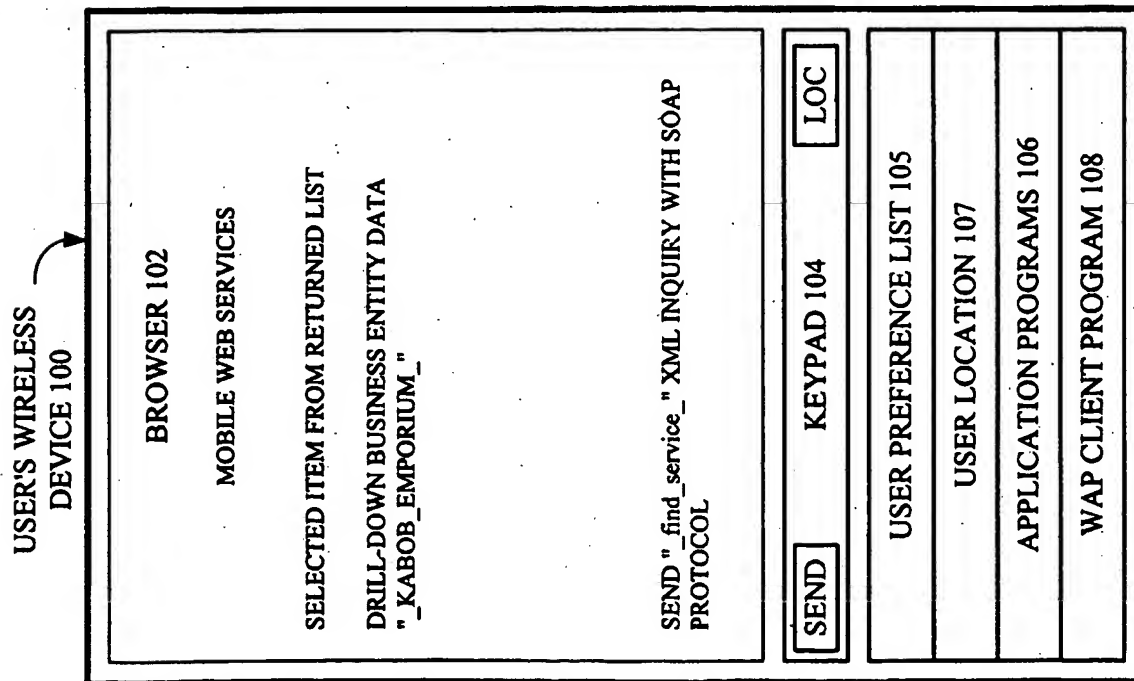 USER'S WIRELESS
DEVICE 100
BROWSER 102
MOBILE WEB SERVICES
SELECTED ITEM FROM RETURNED LIST
DRILL-DOWN BUSINESS ENTITY DATA
"_KABOB_EMPORIUM_"
SEND "_find_service_" XML INQUIRY WITH SOAP
PROTOCOL
SEND KEYPAD 104 LOC
USER PREFERENCE LIST 105
USER LOCATION 107
APPLICATION PROGRAMS 106
WAP CLIENT PROGRAM 108